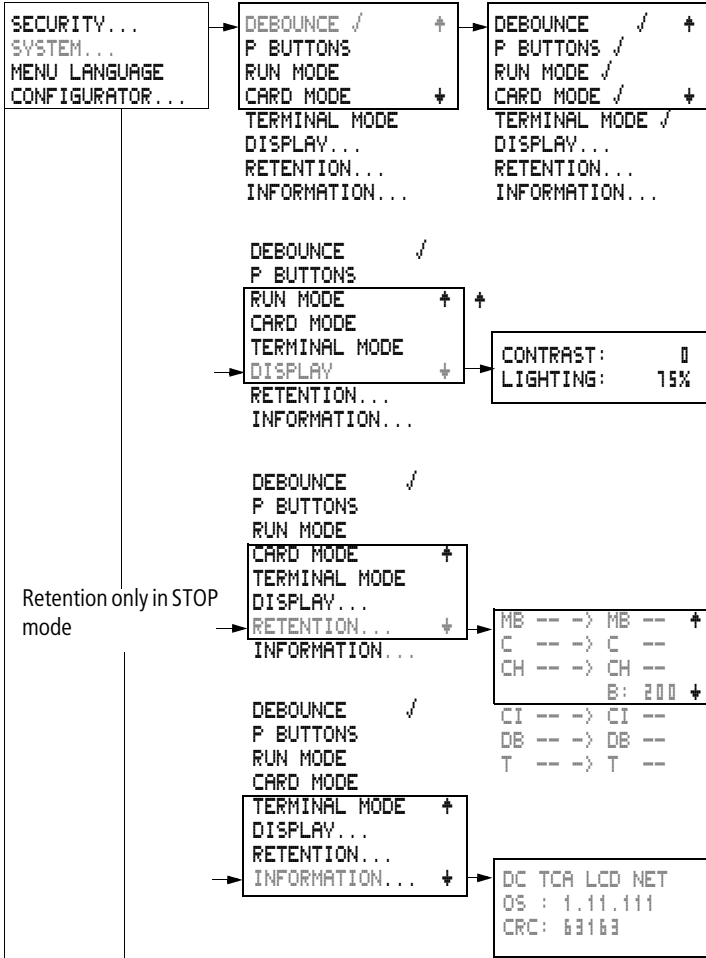 SECURITY...
SYSTEM...
MENU LANGUAGE
CONFIGURATOR...
DEBOUNCE √
P BUTTONS
RUN MODE
CARD MODE
TERMINAL MODE
DISPLAY...
RETENTION...
INFORMATION...
DEBOUNCE √
P BUTTONS √
RUN MODE √
CARD MODE √
TERMINAL MODE √
DISPLAY...
RETENTION...
INFORMATION...
DEBOUNCE √
P BUTTONS
RUN MODE
CARD MODE
TERMINAL MODE
DISPLAY
RETENTION...
INFORMATION...
CONTRAST: 0
LIGHTING: 75%
DEBOUNCE √
P BUTTONS
RUN MODE
CARD MODE
TERMINAL MODE
DISPLAY...
RETENTION...
INFORMATION...
Retention only in STOP
mode
MB -- -> MB --
C -- -> C --
CH -- -> CH --
B: 200
CI -- -> CI --
DB -- -> DB --
T -- -> T --
DEBOUNCE √
P BUTTONS
RUN MODE
CARD MODE
TERMINAL MODE
DISPLAY...
RETENTION...
INFORMATION...
DC TCA LCD NET
OS : 1.11.111
CRC: 63163